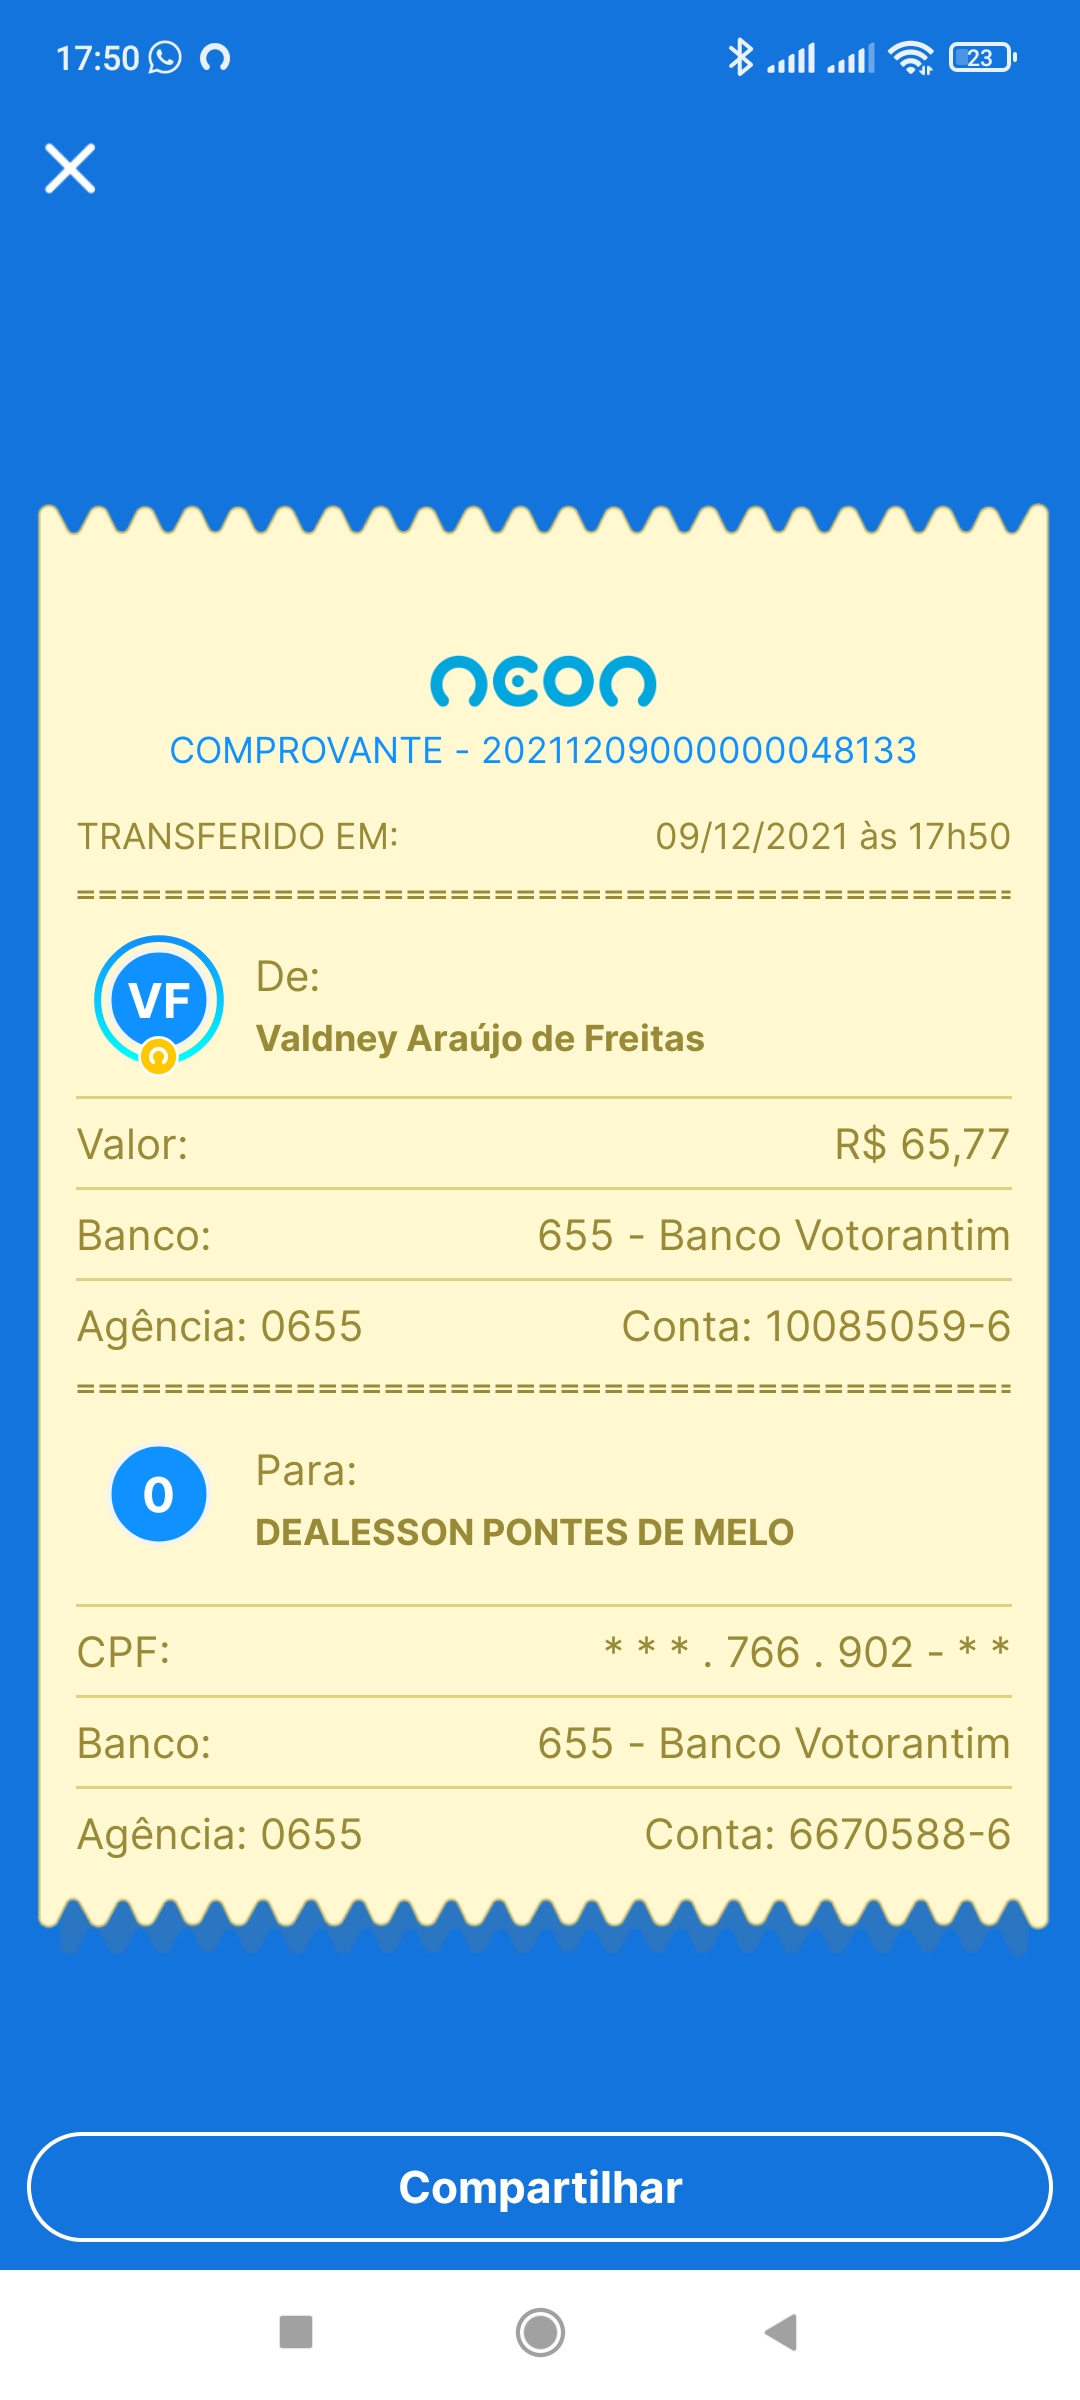 17:50
23
neon
COMPROVANTE - 20211209000000048133
TRANSFERIDO EM: 09/12/2021 às 17h50
===========================================
VF
De:
Valdney Araújo de Freitas
Valor: R$ 65,77
Banco: 655 - Banco Votorantim
Agência: 0655 Conta: 10085059-6
===========================================
0
Para:
DEALESSON PONTES DE MELO
CPF: * * * . 766 . 902 - * *
Banco: 655 - Banco Votorantim
Agência: 0655 Conta: 6670588-6
Compartilhar